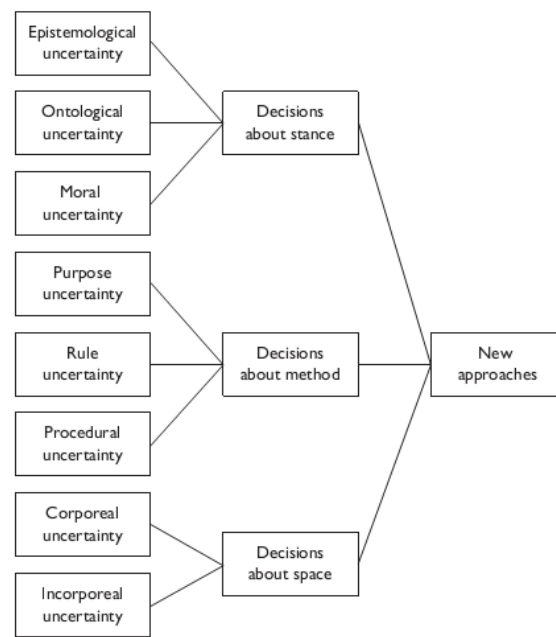 Epistemological
uncertainty
Ontological
uncertainty
Moral
uncertainty
Purpose
uncertainty
Rule
uncertainty
Procedural
uncertainty
Corporeal
uncertainty
Incorporeal
uncertainty
Decisions
about stance
Decisions
about method
Decisions
about space
New
approaches